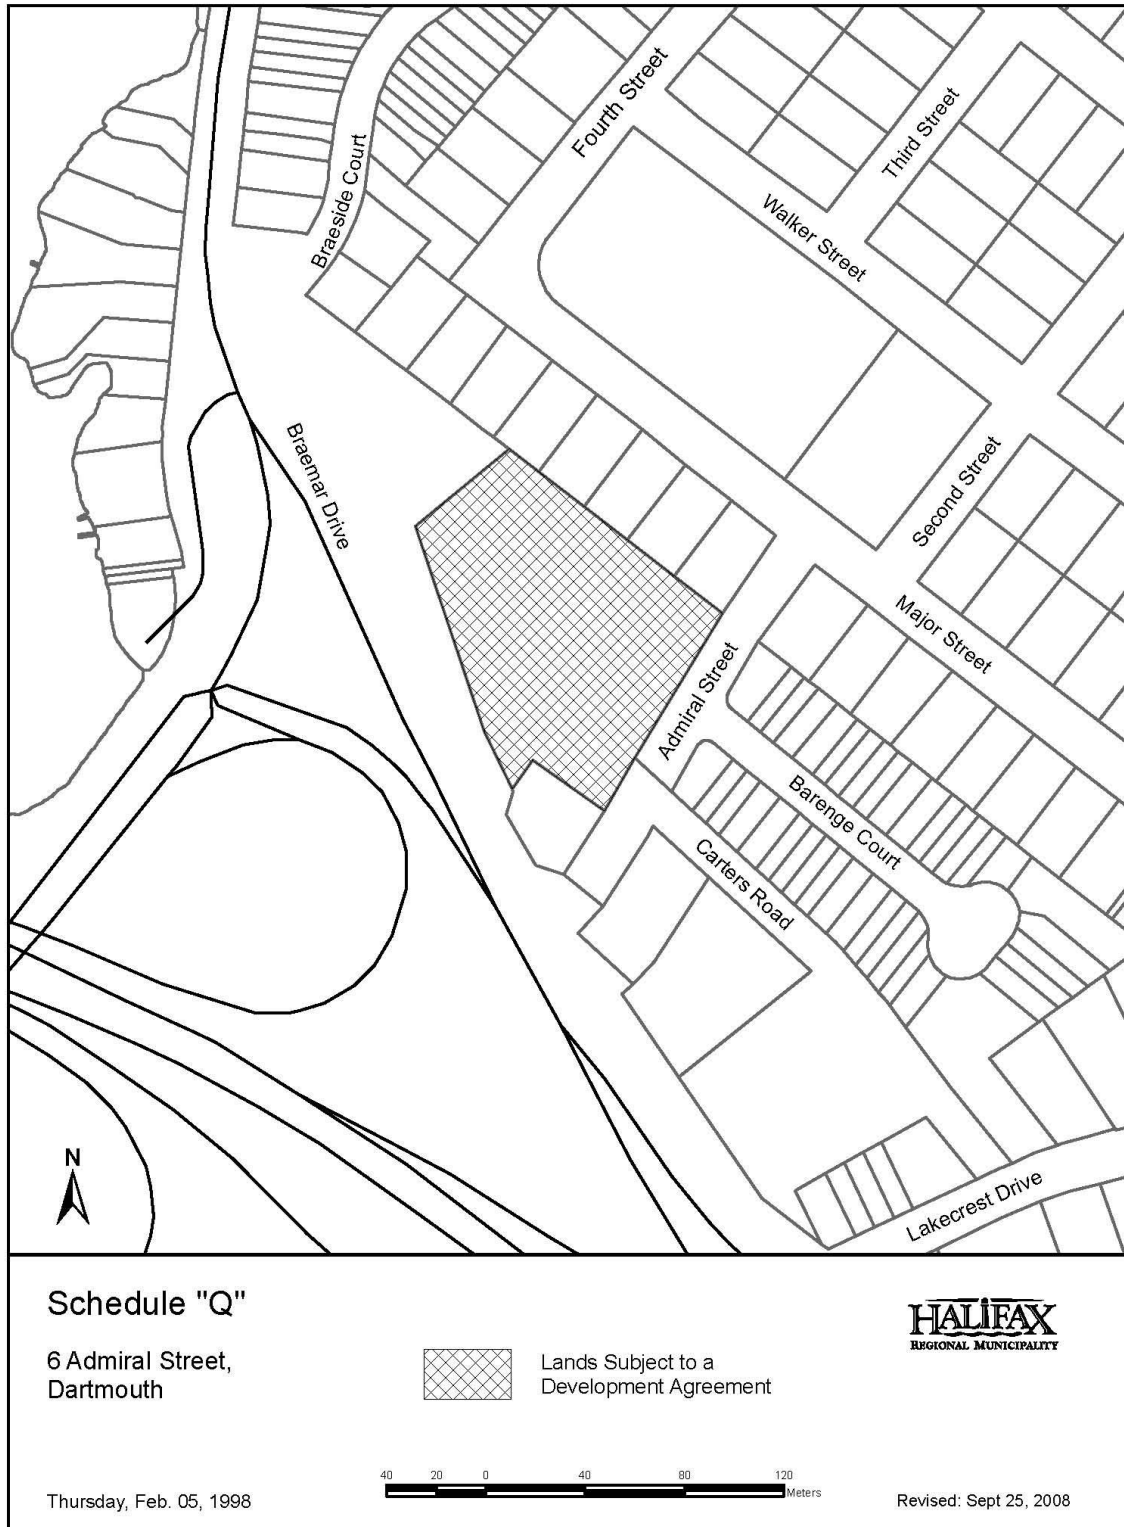 Fourth Street
Third Street
Walker Street
Braeside Court
Braemar Drive
Second Street
Major Street
Admiral Street
Barenge Court
Carters Road
Lakecrest Drive
N
Schedule "Q"
6 Admiral Street,
Dartmouth
Lands Subject to a
Development Agreement
HALIFAX
REGIONAL MUNICIPALITY
40 20 0 40 80 120
Meters
Thursday, Feb. 05, 1998
Revised: Sept 25, 2008